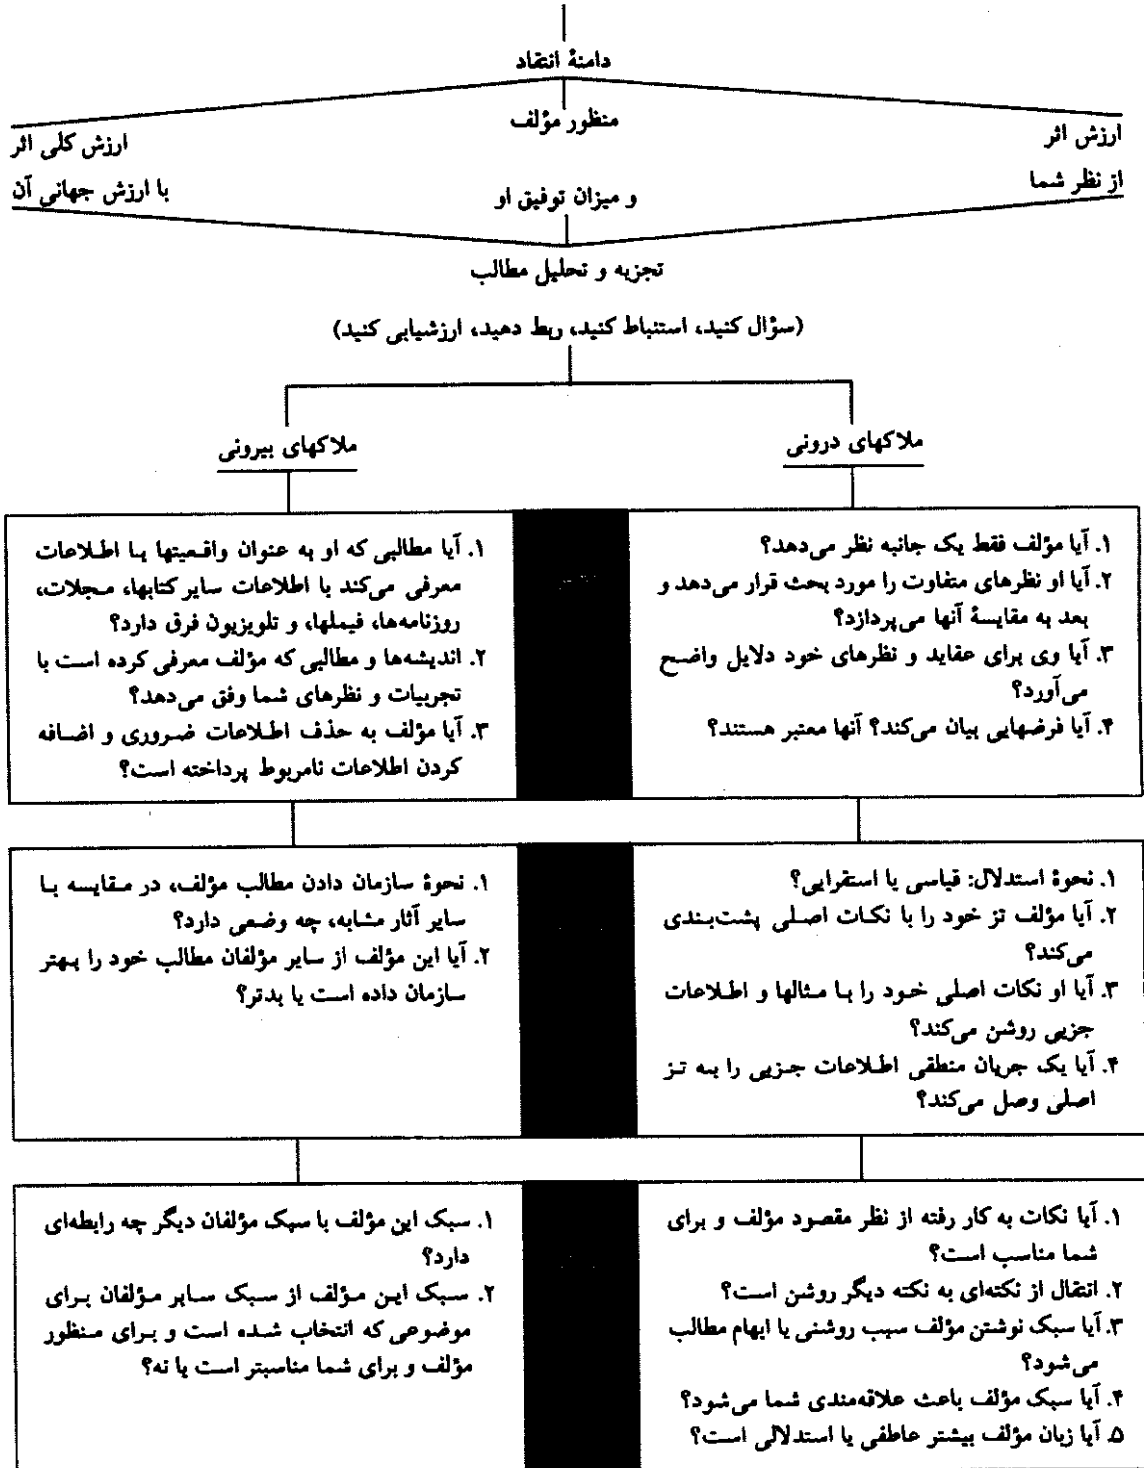 دامنهٔ انتقاد
ارزش اثر
از نظر شما
منظور مؤلف
و میزان توفیق او
ارزش کلی اثر
با ارزش جهانی آن
تجزیه و تحلیل مطالب
(سؤال کنید، استنباط کنید، ربط دهید، ارزشیابی کنید)
ملاکهای درونی
ملاکهای بیرونی
۱. آیا مؤلف فقط یک جانبه نظر می‌دهد؟
۲. آیا او نظرهای متفاوت را مورد بحث قرار می‌دهد و
بعد به مقایسهٔ آنها می‌پردازد؟
۳. آیا وی برای عقاید و نظرهای خود دلایل واضح
می‌آورد؟
۴. آیا فرضهایی بیان می‌کند؟ آنها معتبر هستند؟
۱. آیا مطالبی که او به عنوان واقعیتها یا اطلاعات
معرفی می‌کند با اطلاعات سایر کتابها، مجلات،
روزنامه‌ها، فیملها، و تلویزیون فرق دارد؟
۲. اندیشه‌ها و مطالبی که مؤلف معرفی کرده است با
تجربیات و نظرهای شما وفق می‌دهد؟
۳. آیا مؤلف به حذف اطلاعات ضروری و اضافه
کردن اطلاعات نامربوط پرداخته است؟
۱. نحوهٔ استدلال: قیاسی یا استقرایی؟
۲. آیا مؤلف تز خود را با نکات اصلی پشت‌بندی
می‌کند؟
۳. آیا او نکات اصلی خود را با مثالها و اطلاعات
جزیی روشن می‌کند؟
۴. آیا یک جریان منطقی اطلاعات جزیی را به تز
اصلی وصل می‌کند؟
۱. نحوهٔ سازمان دادن مطالب مؤلف، در مقایسه با
سایر آثار مشابه، چه وضعی دارد؟
۲. آیا این مؤلف از سایر مؤلفان مطالب خود را بهتر
سازمان داده است یا بدتر؟
۱. آیا نکات به کار رفته از نظر مقصود مؤلف و برای
شما مناسب است؟
۲. انتقال از نکته‌ای به نکته دیگر روشن است؟
۳. آیا سبک نوشتن مؤلف سبب روشنی یا ابهام مطالب
می‌شود؟
۴. آیا سبک مؤلف باعث علاقه‌مندی شما می‌شود؟
۵. آیا زبان مؤلف بیشتر عاطفی یا استدلالی است؟
۱. سبک این مؤلف با سبک مؤلفان دیگر چه رابطه‌ای
دارد؟
۲. سبک این مؤلف از سبک سایر مؤلفان برای
موضوعی که انتخاب شده است و برای منظور
مؤلف و برای شما مناسبتر است یا نه؟